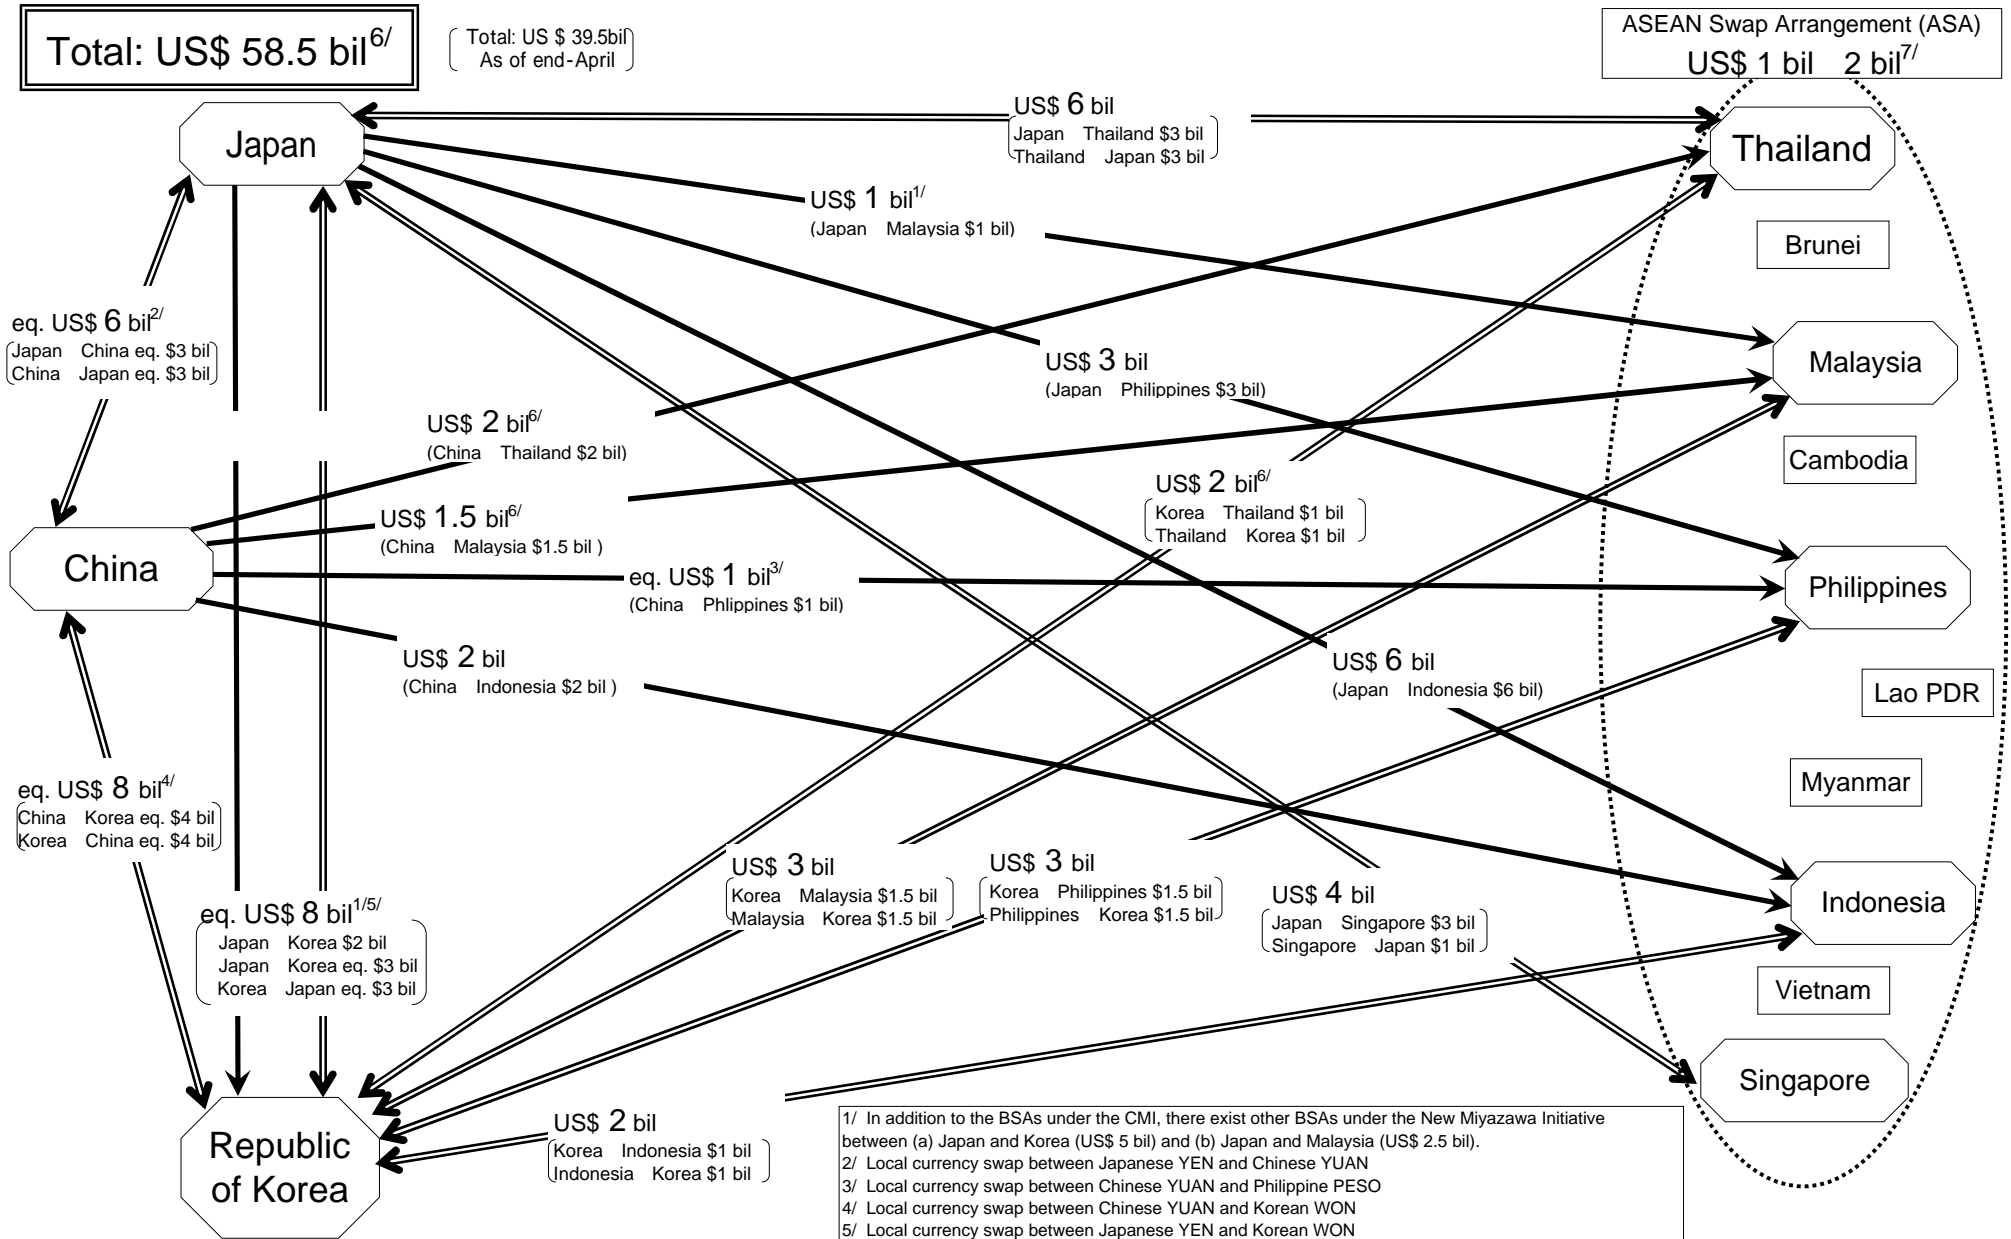 Total: US$ 58.5 bil6/
Total: US $ 39.5bil
As of end-April
ASEAN Swap Arrangement (ASA)
US$ 1 bil 2 bil7/
Japan
US$ 6 bil
Japan Thailand $3 bil
Thailand Japan $3 bil
Thailand
US$ 1 bil1/
(Japan Malaysia $1 bil)
Brunei
eq. US$ 6 bil2/
Japan China eq. $3 bil
China Japan eq. $3 bil
US$ 3 bil
(Japan Philippines $3 bil)
Malaysia
US$ 2 bil6/
(China Thailand $2 bil)
Cambodia
US$ 2 bil6/
Korea Thailand $1 bil
Thailand Korea $1 bil
US$ 1.5 bil6/
(China Malaysia $1.5 bil )
China
eq. US$ 1 bil3/
(China Phlippines $1 bil)
Philippines
US$ 2 bil
(China Indonesia $2 bil )
US$ 6 bil
(Japan Indonesia $6 bil)
Lao PDR
Myanmar
eq. US$ 8 bil4/
China Korea eq. $4 bil
Korea China eq. $4 bil
US$ 3 bil
Korea Malaysia $1.5 bil
Malaysia Korea $1.5 bil
US$ 3 bil
Korea Philippines $1.5 bil
Philippines Korea $1.5 bil
US$ 4 bil
Japan Singapore $3 bil
Singapore Japan $1 bil
Indonesia
eq. US$ 8 bil1/5/
Japan Korea $2 bil
Japan Korea eq. $3 bil
Korea Japan eq. $3 bil
Vietnam
Singapore
US$ 2 bil
Korea Indonesia $1 bil
Indonesia Korea $1 bil
Republic
of Korea
1/ In addition to the BSAs under the CMI, there exist other BSAs under the New Miyazawa Initiative
between (a) Japan and Korea (US$ 5 bil) and (b) Japan and Malaysia (US$ 2.5 bil).
2/ Local currency swap between Japanese YEN and Chinese YUAN
3/ Local currency swap between Chinese YUAN and Philippine PESO
4/ Local currency swap between Chinese YUAN and Korean WON
5/ Local currency swap between Japanese YEN and Korean WON